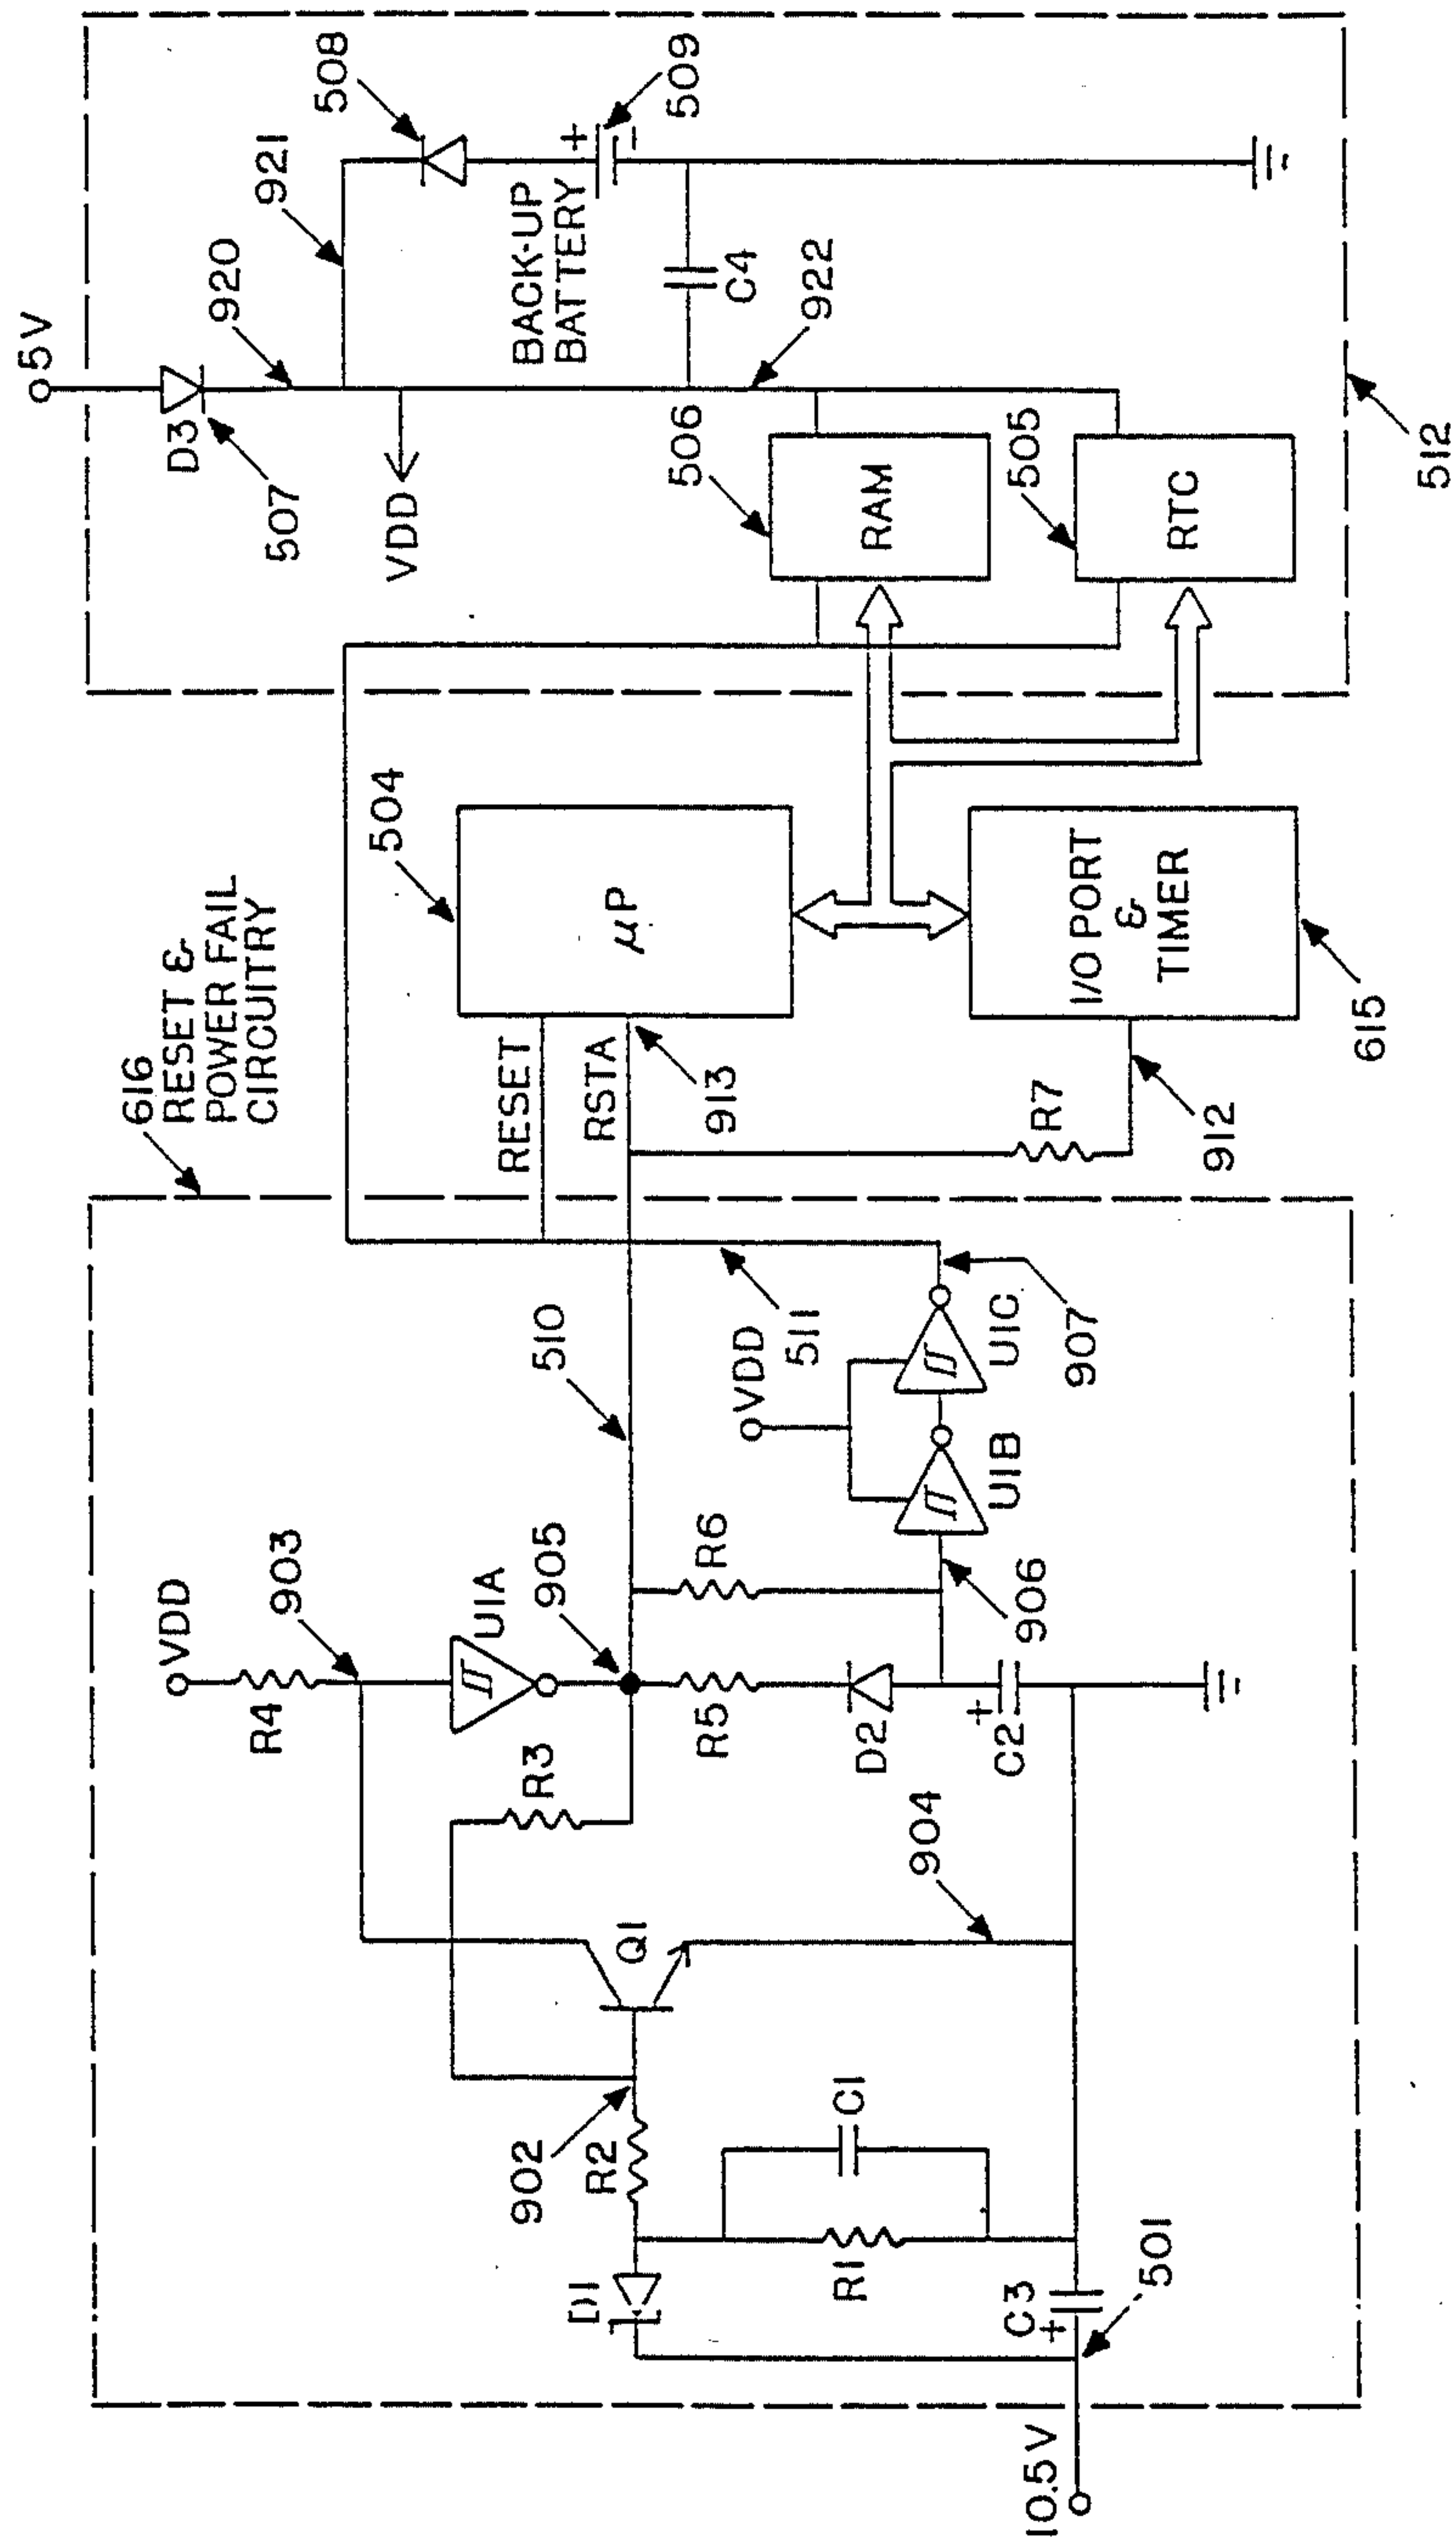 616
RESET &
POWER FAIL
CIRCUITRY
VDD
R4
903
U1A
905
R3
Q1
902
R2
D1
R1
C1
C3
+
501
10.5V
904
R5
D2
+
C2
R6
906
510
VDD
U1B
U1C
907
511
RESET
RSTA
913
504
μP
R7
912
I/O PORT
&
TIMER
615
5V
D3
507
920
921
508
+
-
509
BACK-UP
BATTERY
VDD
C4
922
506
RAM
505
RTC
512